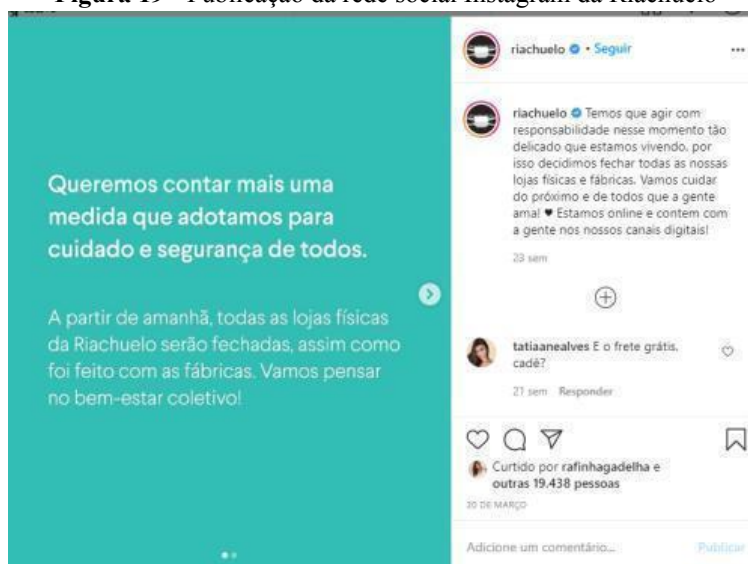 Figura 19 - Publicação da rede social Instagram da Riachuelo
Queremos contar mais uma
medida que adotamos para
cuidado e segurança de todos.
A partir de amanhã, todas as lojas físicas
da Riachuelo serão fechadas, assim como
foi feito com as fábricas. Vamos pensar
no bem-estar coletivo!
riachuelo • Seguir
riachuelo Temos que agir com
responsabilidade nesse momento tão
delicado que estamos vivendo, por
isso decidimos fechar todas as nossas
lojas físicas e fábricas. Vamos cuidar
do próximo e de todos que a gente
ama! ♥ Estamos online e contem com
a gente nos nossos canais digitais!
23 sem
tatiaanealves E o frete grátis,
cadê?
21 sem Responder
Curtido por rafinhagadelha e
outras 19.438 pessoas
20 DE MARÇO
Adicione um comentário... Publicar